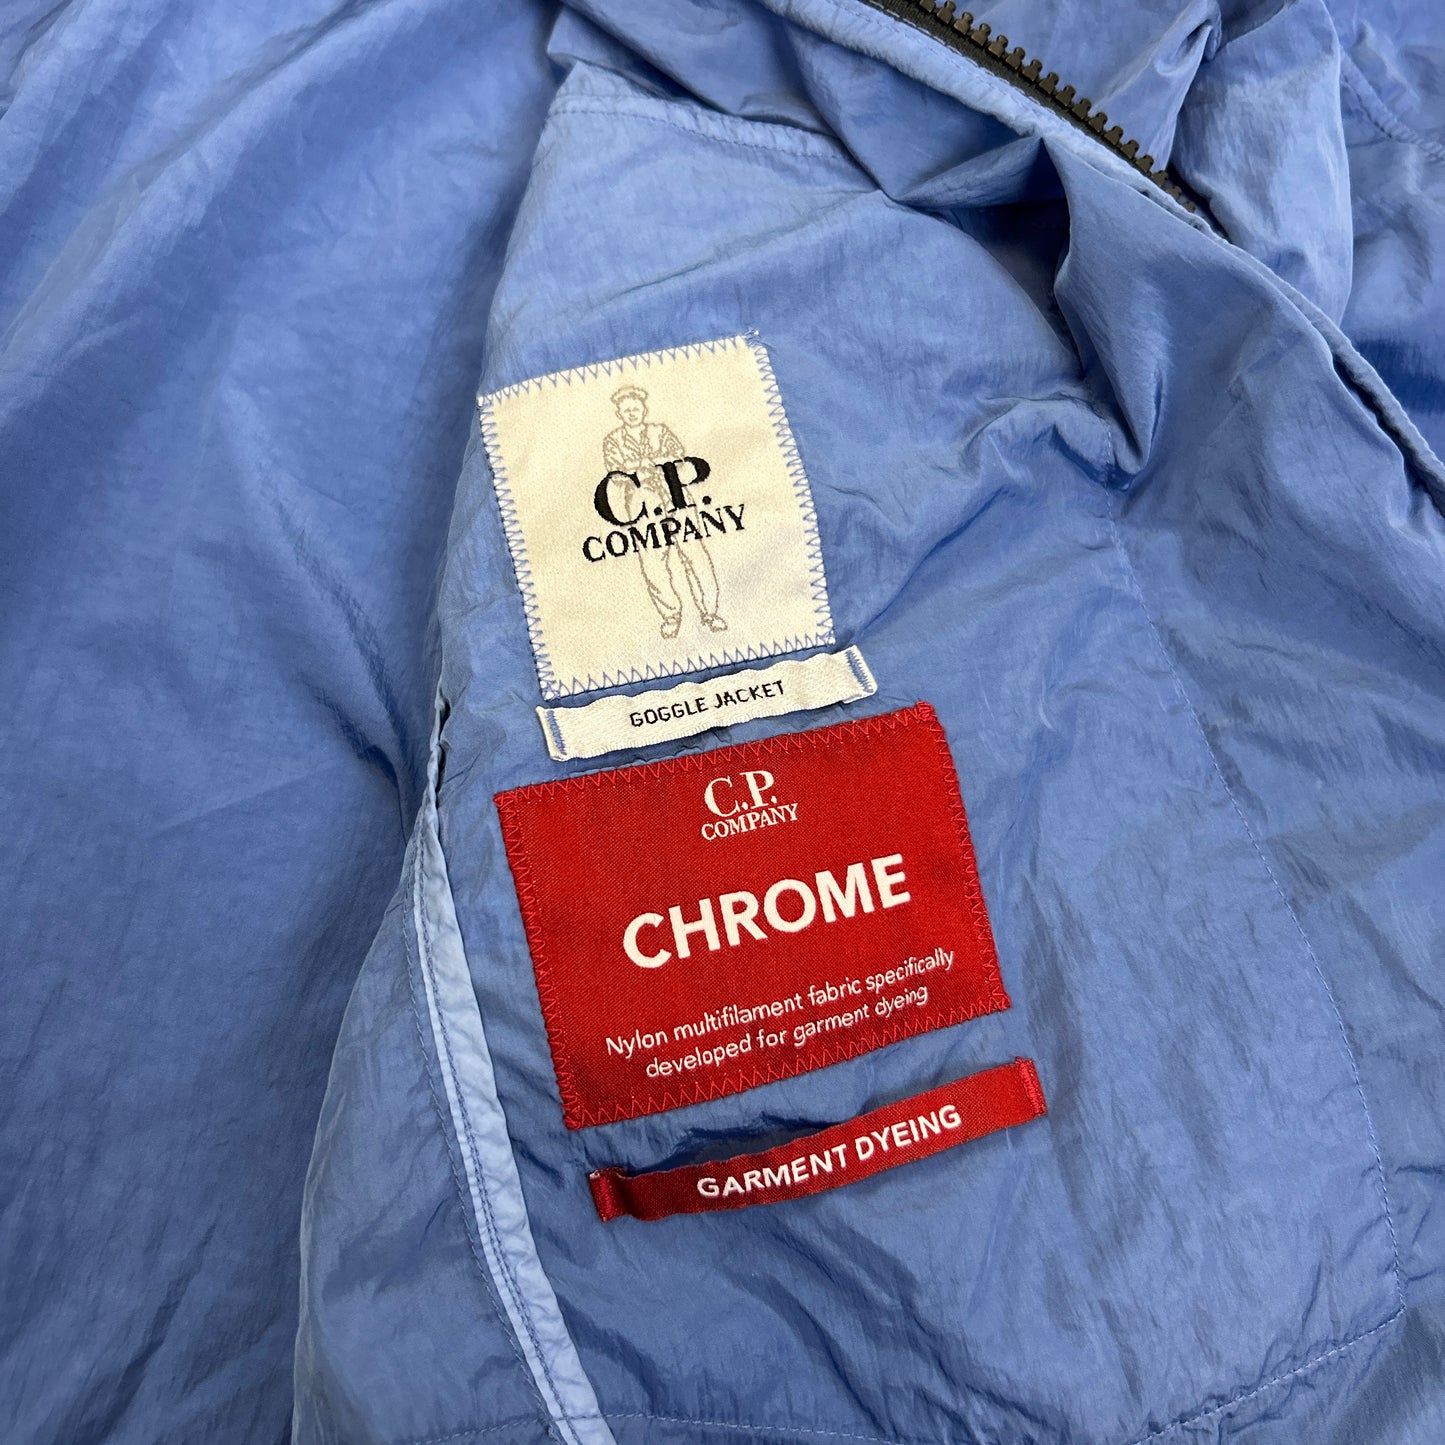 C.P.
COMPANY
GOGGLE JACKET
C.P.
COMPANY
CHROME
Nylon multifilament fabric specifically
developed for garment dyeing
GARMENT DYEING